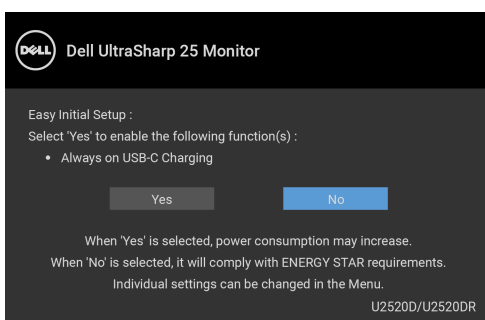 DELL Dell UltraSharp 25 Monitor
Easy Initial Setup :
Select 'Yes' to enable the following function(s) :
• Always on USB-C Charging
Yes No
When 'Yes' is selected, power consumption may increase.
When 'No' is selected, it will comply with ENERGY STAR requirements.
Individual settings can be changed in the Menu.
U2520D/U2520DR